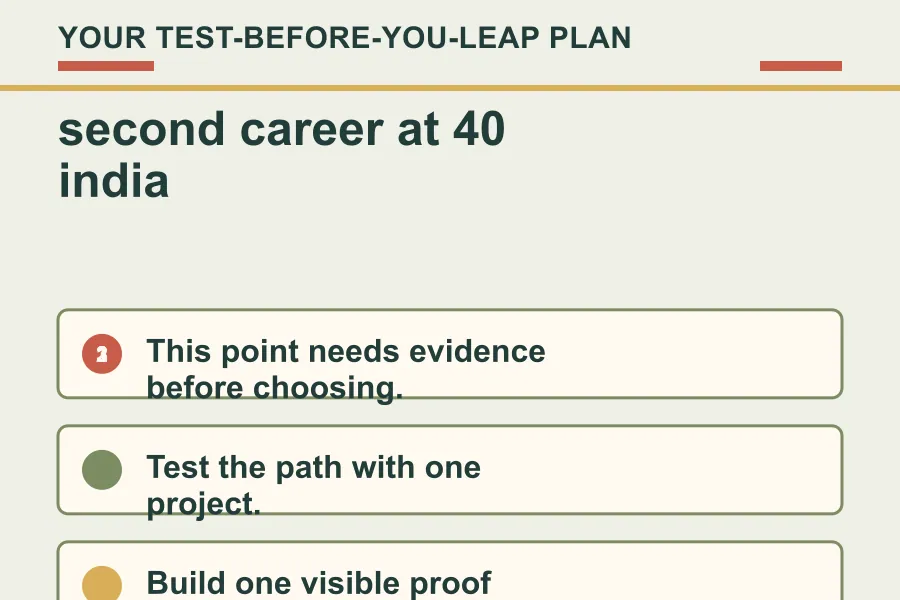 YOUR TEST-BEFORE-YOU-LEAP PLAN
second career at 40
india
This point needs evidence
before choosing.
Test the path with one
project.
Build one visible proof